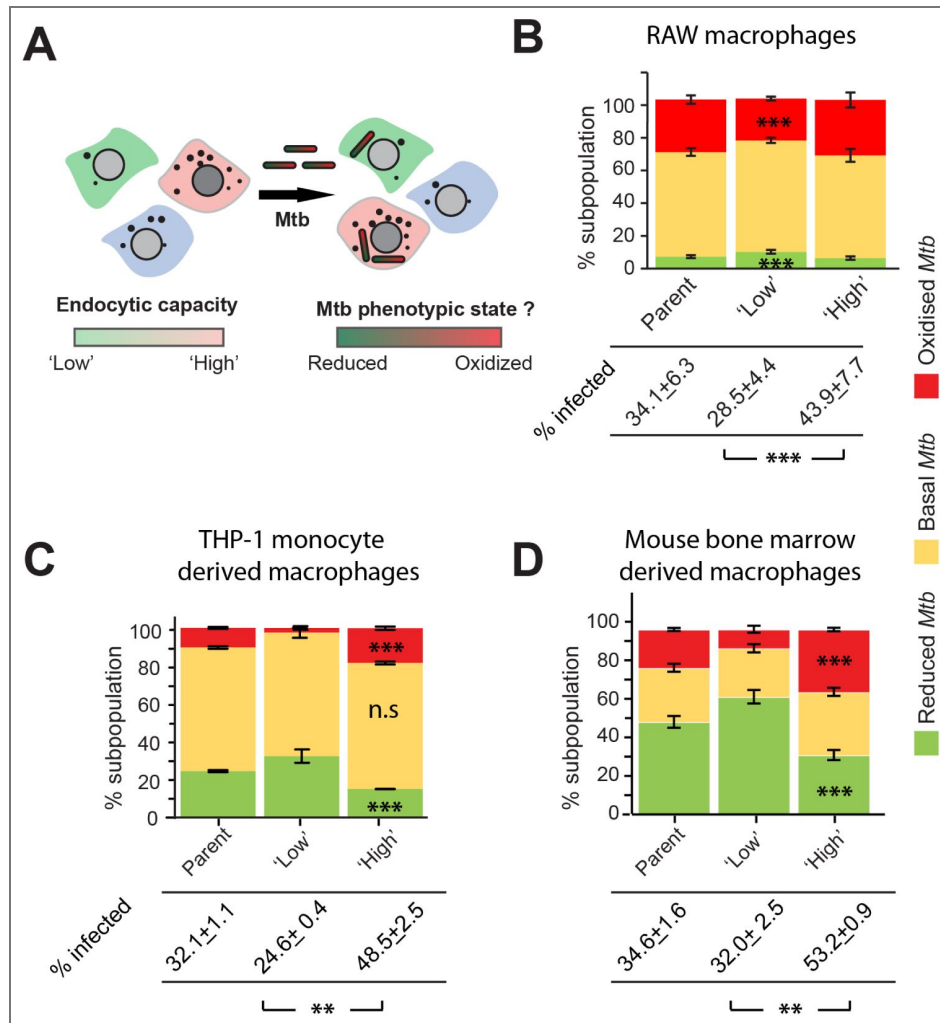 A
Mtb
Endocytic capacity
'Low'
'High'
Mtb phenotypic state ?
Reduced
Oxidized
B
RAW macrophages
% subpopulation
100
80
60
40
20
0
***
***
Parent
'Low'
'High'
% infected
34.1±6.3
28.5±4.4
43.9±7.7
***
Oxidised Mtb
Basal Mtb
Reduced Mtb
C
THP-1 monocyte
derived macrophages
% subpopulation
100
80
60
40
20
0
***
n.s
***
Parent
'Low'
'High'
% infected
32.1±1.1
24.6± 0.4
48.5±2.5
**
D
Mouse bone marrow
derived macrophages
% subpopulation
100
80
60
40
20
0
***
***
Parent
'Low'
'High'
34.6±1.6
32.0± 2.5
53.2±0.9
**